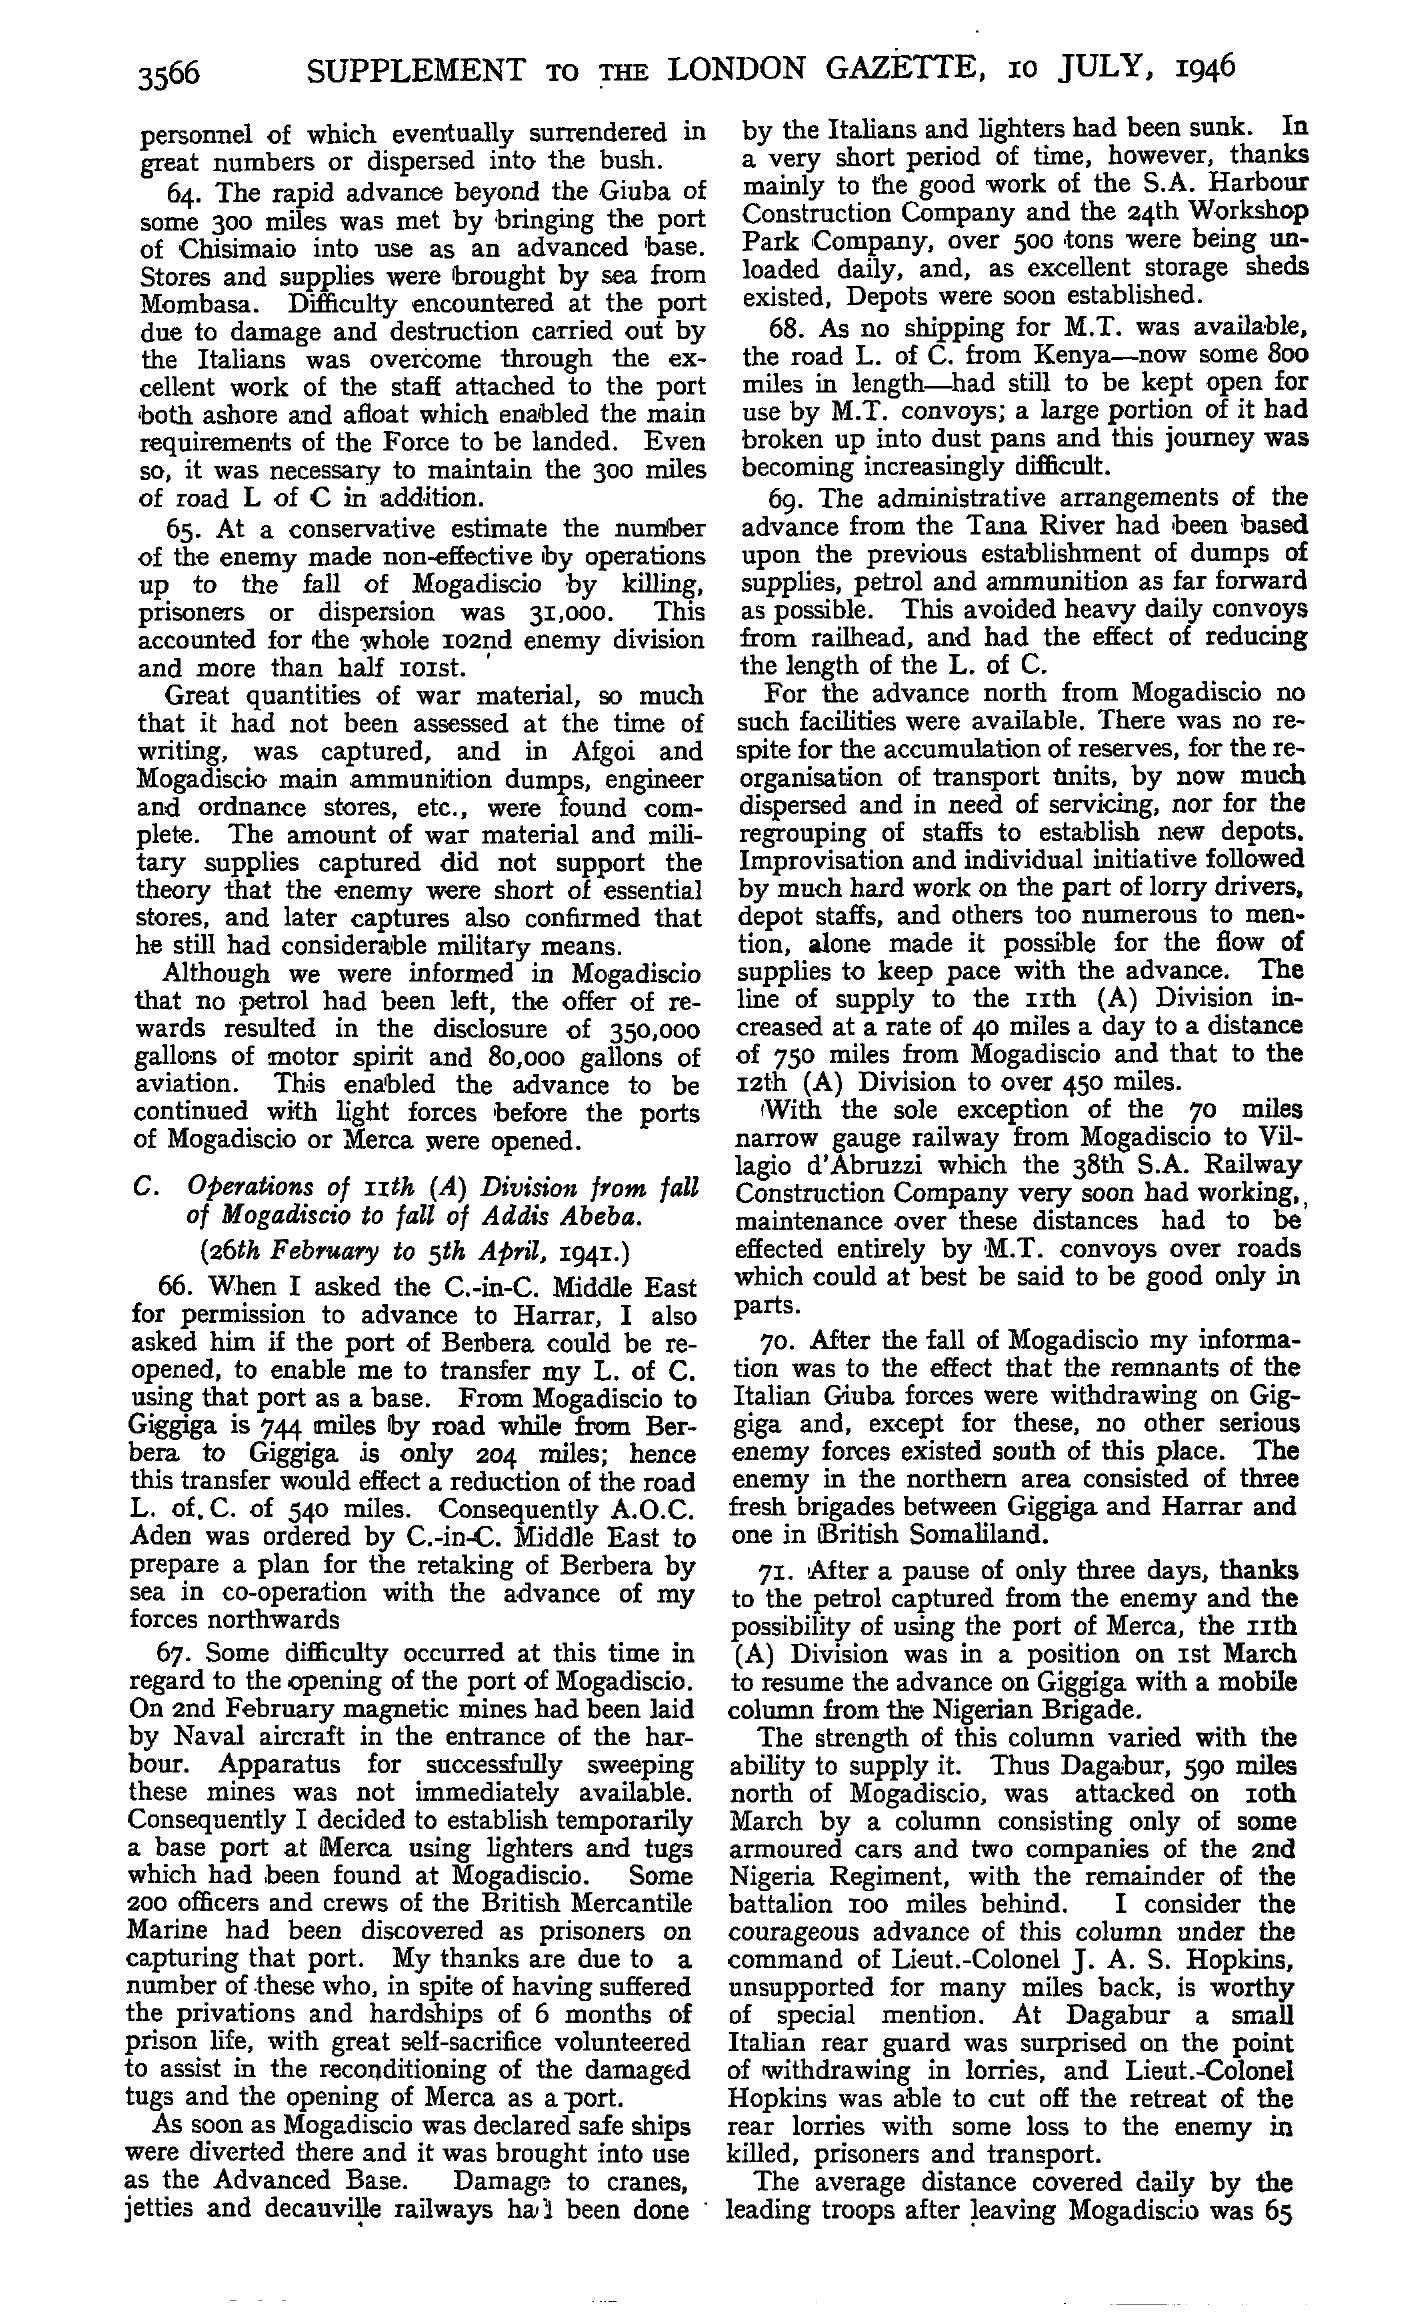 3566 SUPPLEMENT TO THE LONDON GAZETTE, 10 JULY, 1946
personnel of which eventually surrendered in
great numbers or dispersed into the bush.
64. The rapid advance beyond the Giuba of
some 300 miles was met by bringing the port
of Chisimaio into use as an advanced base.
Stores and supplies were brought by sea from
Mombasa. Difficulty encountered at the port
due to damage and destruction carried out by
the Italians was overcome through the ex-
cellent work of the staff attached to the port
both ashore and afloat which enabled the main
requirements of the Force to be landed. Even
so, it was necessary to maintain the 300 miles
of road L of C in addition.
65. At a conservative estimate the number
of the enemy made non-effective by operations
up to the fall of Mogadiscio by killing,
prisoners or dispersion was 31,000. This
accounted for the whole 102nd enemy division
and more than half 101st.
Great quantities of war material, so much
that it had not been assessed at the time of
writing, was captured, and in Afgoi and
Mogadiscio main ammunition dumps, engineer
and ordnance stores, etc., were found com-
plete. The amount of war material and mili-
tary supplies captured did not support the
theory that the enemy were short of essential
stores, and later captures also confirmed that
he still had considerable military means.
Although we were informed in Mogadiscio
that no petrol had been left, the offer of re-
wards resulted in the disclosure of 350,000
gallons of motor spirit and 80,000 gallons of
aviation. This enabled the advance to be
continued with light forces before the ports
of Mogadiscio or Merca were opened.
C. Operations of 11th (A) Division from fall
of Mogadiscio to fall of Addis Abeba.
(26th February to 5th April, 1941.)
66. When I asked the C.-in-C. Middle East
for permission to advance to Harrar, I also
asked him if the port of Berbera could be re-
opened, to enable me to transfer my L. of C.
using that port as a base. From Mogadiscio to
Giggiga is 744 miles by road while from Ber-
bera to Giggiga is only 204 miles; hence
this transfer would effect a reduction of the road
L. of C. of 540 miles. Consequently A.O.C.
Aden was ordered by C.-in-C. Middle East to
prepare a plan for the retaking of Berbera by
sea in co-operation with the advance of my
forces northwards
67. Some difficulty occurred at this time in
regard to the opening of the port of Mogadiscio.
On 2nd February magnetic mines had been laid
by Naval aircraft in the entrance of the har-
bour. Apparatus for successfully sweeping
these mines was not immediately available.
Consequently I decided to establish temporarily
a base port at Merca using lighters and tugs
which had been found at Mogadiscio. Some
200 officers and crews of the British Mercantile
Marine had been discovered as prisoners on
capturing that port. My thanks are due to a
number of these who, in spite of having suffered
the privations and hardships of 6 months of
prison life, with great self-sacrifice volunteered
to assist in the reconditioning of the damaged
tugs and the opening of Merca as a port.
As soon as Mogadiscio was declared safe ships
were diverted there and it was brought into use
as the Advanced Base. Damage to cranes,
jetties and decauville railways had been done
by the Italians and lighters had been sunk. In
a very short period of time, however, thanks
mainly to the good work of the S.A. Harbour
Construction Company and the 24th Workshop
Park Company, over 500 tons were being un-
loaded daily, and, as excellent storage sheds
existed, Depots were soon established.
68. As no shipping for M.T. was available,
the road L. of C. from Kenya—now some 800
miles in length—had still to be kept open for
use by M.T. convoys; a large portion of it had
broken up into dust pans and this journey was
becoming increasingly difficult.
69. The administrative arrangements of the
advance from the Tana River had been based
upon the previous establishment of dumps of
supplies, petrol and ammunition as far forward
as possible. This avoided heavy daily convoys
from railhead, and had the effect of reducing
the length of the L. of C.
For the advance north from Mogadiscio no
such facilities were available. There was no re-
spite for the accumulation of reserves, for the re-
organisation of transport units, by now much
dispersed and in need of servicing, nor for the
regrouping of staffs to establish new depots.
Improvisation and individual initiative followed
by much hard work on the part of lorry drivers,
depot staffs, and others too numerous to men-
tion, alone made it possible for the flow of
supplies to keep pace with the advance. The
line of supply to the 11th (A) Division in-
creased at a rate of 40 miles a day to a distance
of 750 miles from Mogadiscio and that to the
12th (A) Division to over 450 miles.
With the sole exception of the 70 miles
narrow gauge railway from Mogadiscio to Vil-
lagio d'Abruzzi which the 38th S.A. Railway
Construction Company very soon had working,
maintenance over these distances had to be
effected entirely by M.T. convoys over roads
which could at best be said to be good only in
parts.
70. After the fall of Mogadiscio my informa-
tion was to the effect that the remnants of the
Italian Giuba forces were withdrawing on Gig-
giga and, except for these, no other serious
enemy forces existed south of this place. The
enemy in the northern area consisted of three
fresh brigades between Giggiga and Harrar and
one in British Somaliland.
71. After a pause of only three days, thanks
to the petrol captured from the enemy and the
possibility of using the port of Merca, the 11th
(A) Division was in a position on 1st March
to resume the advance on Giggiga with a mobile
column from the Nigerian Brigade.
The strength of this column varied with the
ability to supply it. Thus Dagabur, 590 miles
north of Mogadiscio, was attacked on 10th
March by a column consisting only of some
armoured cars and two companies of the 2nd
Nigeria Regiment, with the remainder of the
battalion 100 miles behind. I consider the
courageous advance of this column under the
command of Lieut.-Colonel J. A. S. Hopkins,
unsupported for many miles back, is worthy
of special mention. At Dagabur a small
Italian rear guard was surprised on the point
of withdrawing in lorries, and Lieut.-Colonel
Hopkins was able to cut off the retreat of the
rear lorries with some loss to the enemy in
killed, prisoners and transport.
The average distance covered daily by the
leading troops after leaving Mogadiscio was 65